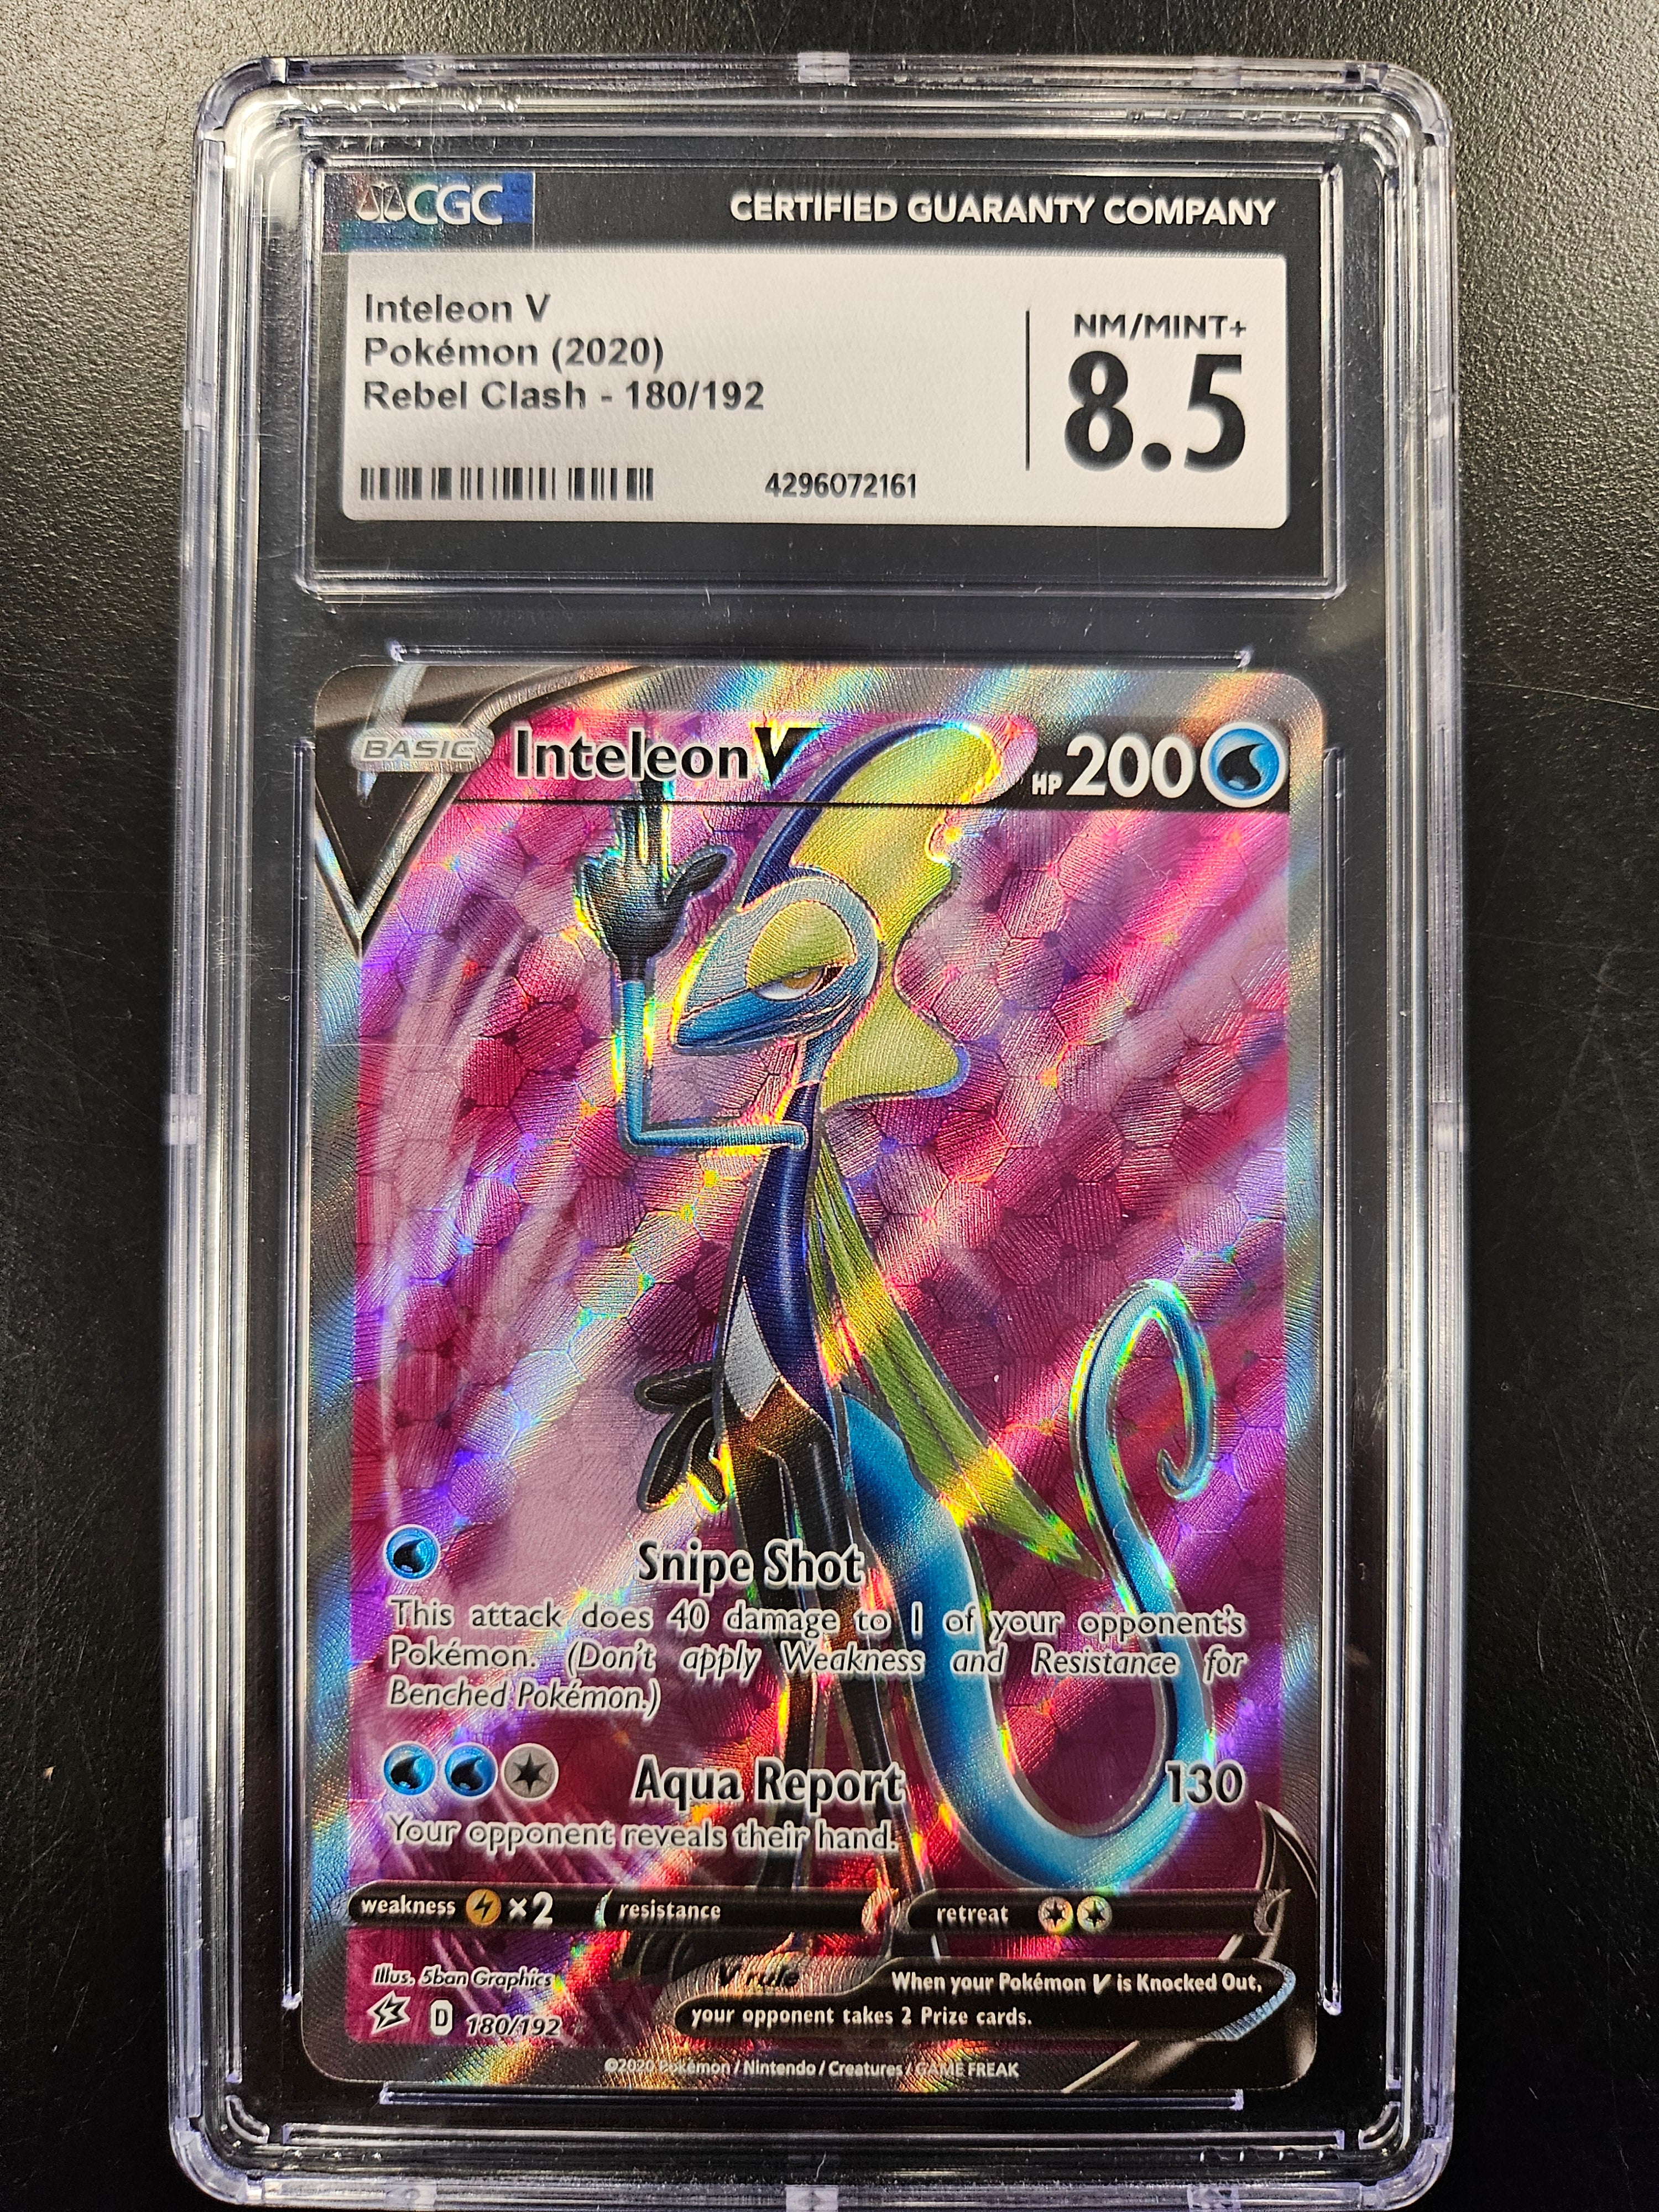 CGC
CERTIFIED GUARANTY COMPANY
Inteleon V
Pokémon (2020)
Rebel Clash - 180/192
4296072161
NM/MINT+
8.5
BASIC
Inteleon V
HP 200
Snipe Shot
This attack does 40 damage to 1 of your opponent's
Pokémon. (Don't apply Weakness and Resistance for
Benched Pokémon.)
Aqua Report 130
Your opponent reveals their hand.
weakness ×2 resistance retreat
Illus. 5ban Graphics
D 180/192
V rule When your Pokémon V is Knocked Out,
your opponent takes 2 Prize cards.
©2020 Pokémon / Nintendo / Creatures / GAME FREAK